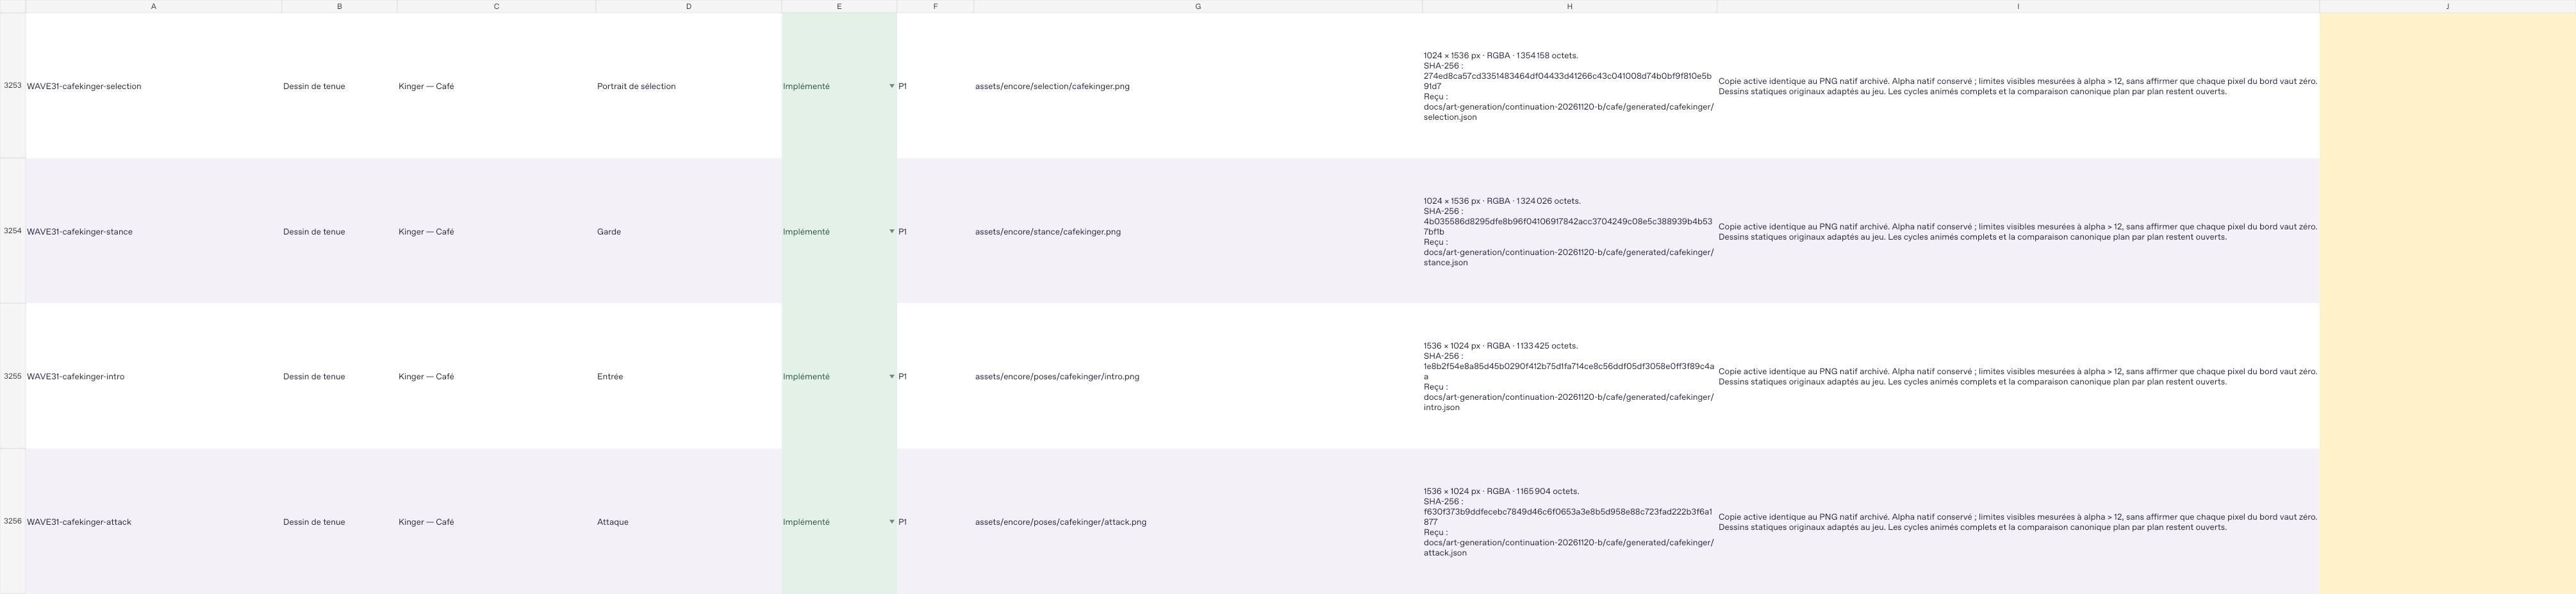 A B C D E F G H I J
3253 WAVE31-cafekinger-selection Dessin de tenue Kinger — Café Portrait de sélection Implémenté P1 assets/encore/selection/cafekinger.png
1024 × 1536 px · RGBA · 1 354 158 octets.
SHA-256 :
274ed8ca57cd3351483464df04433d41266c43c041008d74b0bf9f810e5b
91d7
Reçu :
docs/art-generation/continuation-20261120-b/cafe/generated/cafekinger/
selection.json
Copie active identique au PNG natif archivé. Alpha natif conservé ; limites visibles mesurées à alpha > 12, sans affirmer que chaque pixel du bord vaut zéro.
Dessins statiques originaux adaptés au jeu. Les cycles animés complets et la comparaison canonique plan par plan restent ouverts.
3254 WAVE31-cafekinger-stance Dessin de tenue Kinger — Café Garde Implémenté P1 assets/encore/stance/cafekinger.png
1024 × 1536 px · RGBA · 1 324 026 octets.
SHA-256 :
4b035586d8295dfe8b96f04106917842acc3704249c08e5c388939b4b53
7bf1b
Reçu :
docs/art-generation/continuation-20261120-b/cafe/generated/cafekinger/
stance.json
Copie active identique au PNG natif archivé. Alpha natif conservé ; limites visibles mesurées à alpha > 12, sans affirmer que chaque pixel du bord vaut zéro.
Dessins statiques originaux adaptés au jeu. Les cycles animés complets et la comparaison canonique plan par plan restent ouverts.
3255 WAVE31-cafekinger-intro Dessin de tenue Kinger — Café Entrée Implémenté P1 assets/encore/poses/cafekinger/intro.png
1536 × 1024 px · RGBA · 1 133 425 octets.
SHA-256 :
1e8b2f54e8a85d45b0290f412b75d1fa714ce8c56ddf05df3058e0ff3f89c4a
a
Reçu :
docs/art-generation/continuation-20261120-b/cafe/generated/cafekinger/
intro.json
Copie active identique au PNG natif archivé. Alpha natif conservé ; limites visibles mesurées à alpha > 12, sans affirmer que chaque pixel du bord vaut zéro.
Dessins statiques originaux adaptés au jeu. Les cycles animés complets et la comparaison canonique plan par plan restent ouverts.
3256 WAVE31-cafekinger-attack Dessin de tenue Kinger — Café Attaque Implémenté P1 assets/encore/poses/cafekinger/attack.png
1536 × 1024 px · RGBA · 1 165 904 octets.
SHA-256 :
f630f373b9ddfecebc7849d46c6f0653a3e8b5d958e88c723fad222b3f6a1
877
Reçu :
docs/art-generation/continuation-20261120-b/cafe/generated/cafekinger/
attack.json
Copie active identique au PNG natif archivé. Alpha natif conservé ; limites visibles mesurées à alpha > 12, sans affirmer que chaque pixel du bord vaut zéro.
Dessins statiques originaux adaptés au jeu. Les cycles animés complets et la comparaison canonique plan par plan restent ouverts.